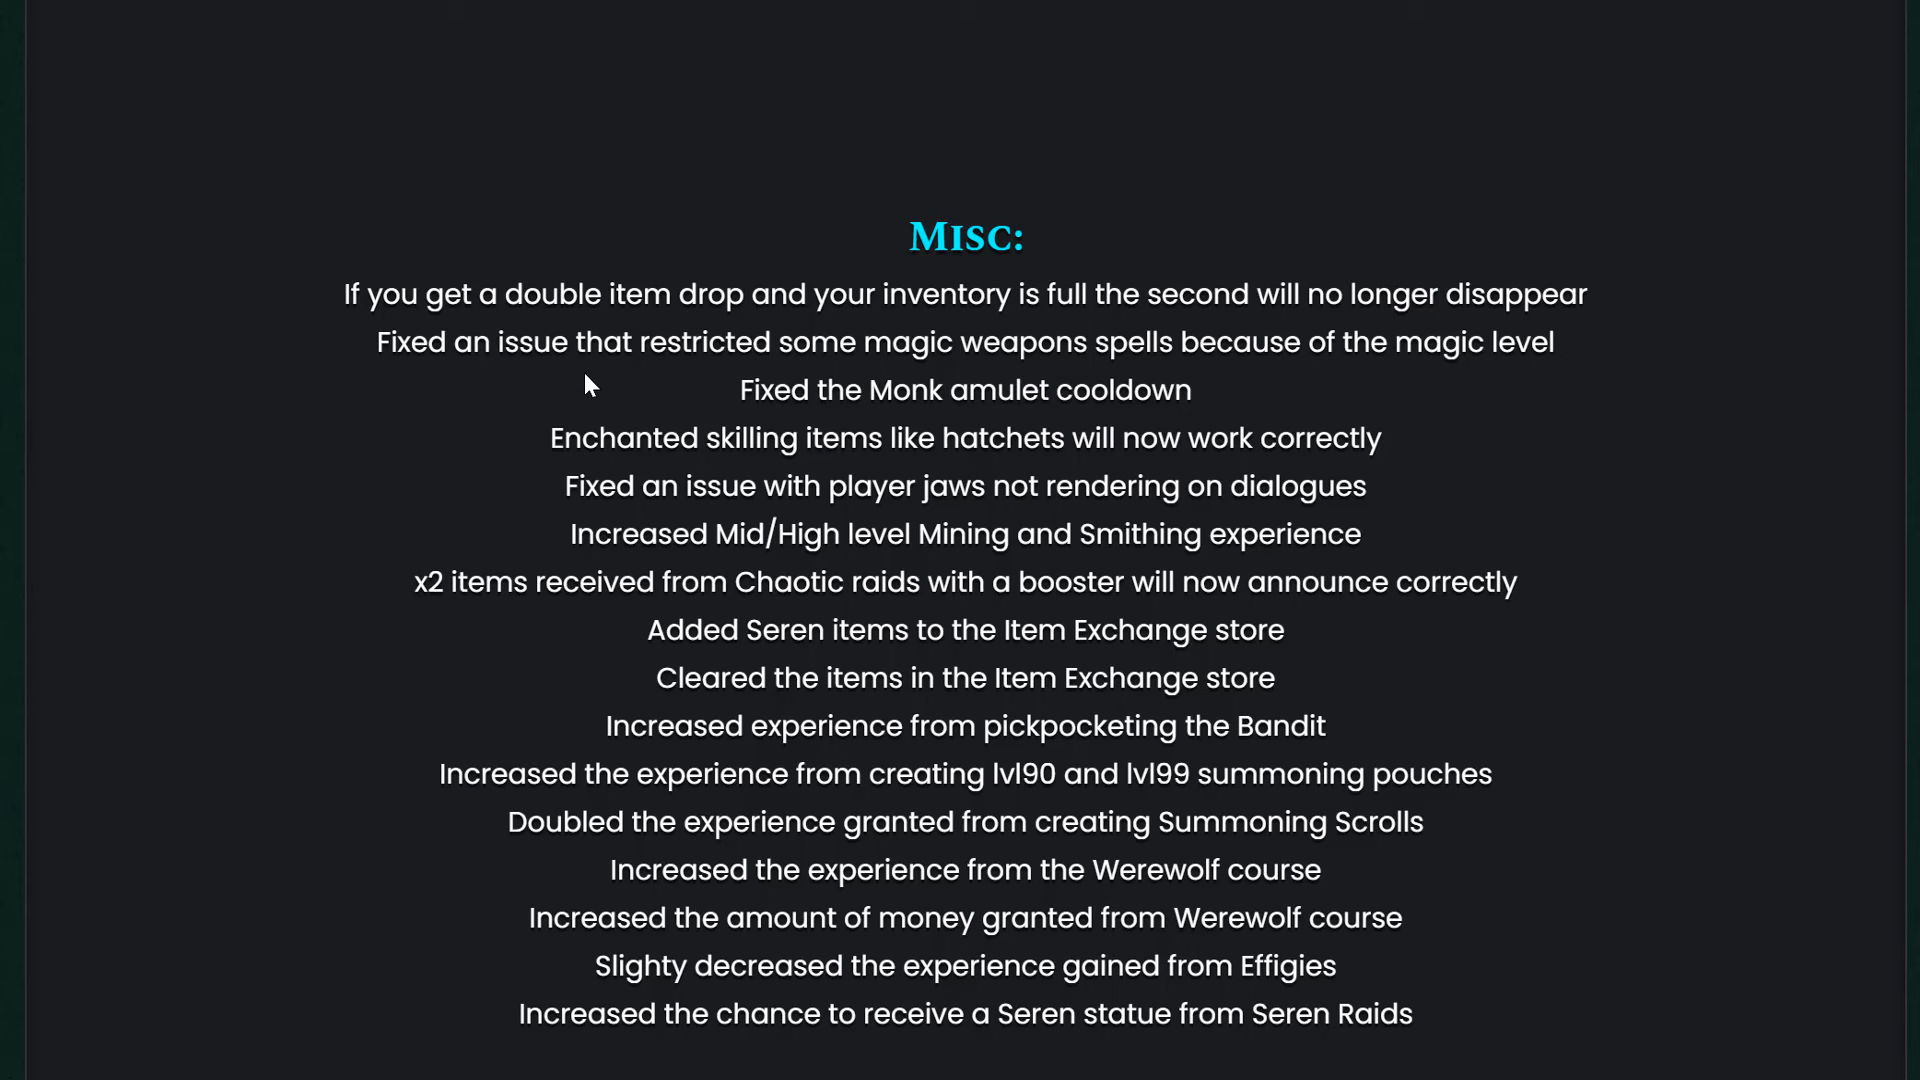 Misc:
If you get a double item drop and your inventory is full the second will no longer disappear
Fixed an issue that restricted some magic weapons spells because of the magic level
Fixed the Monk amulet cooldown
Enchanted skilling items like hatchets will now work correctly
Fixed an issue with player jaws not rendering on dialogues
Increased Mid/High level Mining and Smithing experience
x2 items received from Chaotic raids with a booster will now announce correctly
Added Seren items to the Item Exchange store
Cleared the items in the Item Exchange store
Increased experience from pickpocketing the Bandit
Increased the experience from creating lvl90 and lvl99 summoning pouches
Doubled the experience granted from creating Summoning Scrolls
Increased the experience from the Werewolf course
Increased the amount of money granted from Werewolf course
Slighty decreased the experience gained from Effigies
Increased the chance to receive a Seren statue from Seren Raids